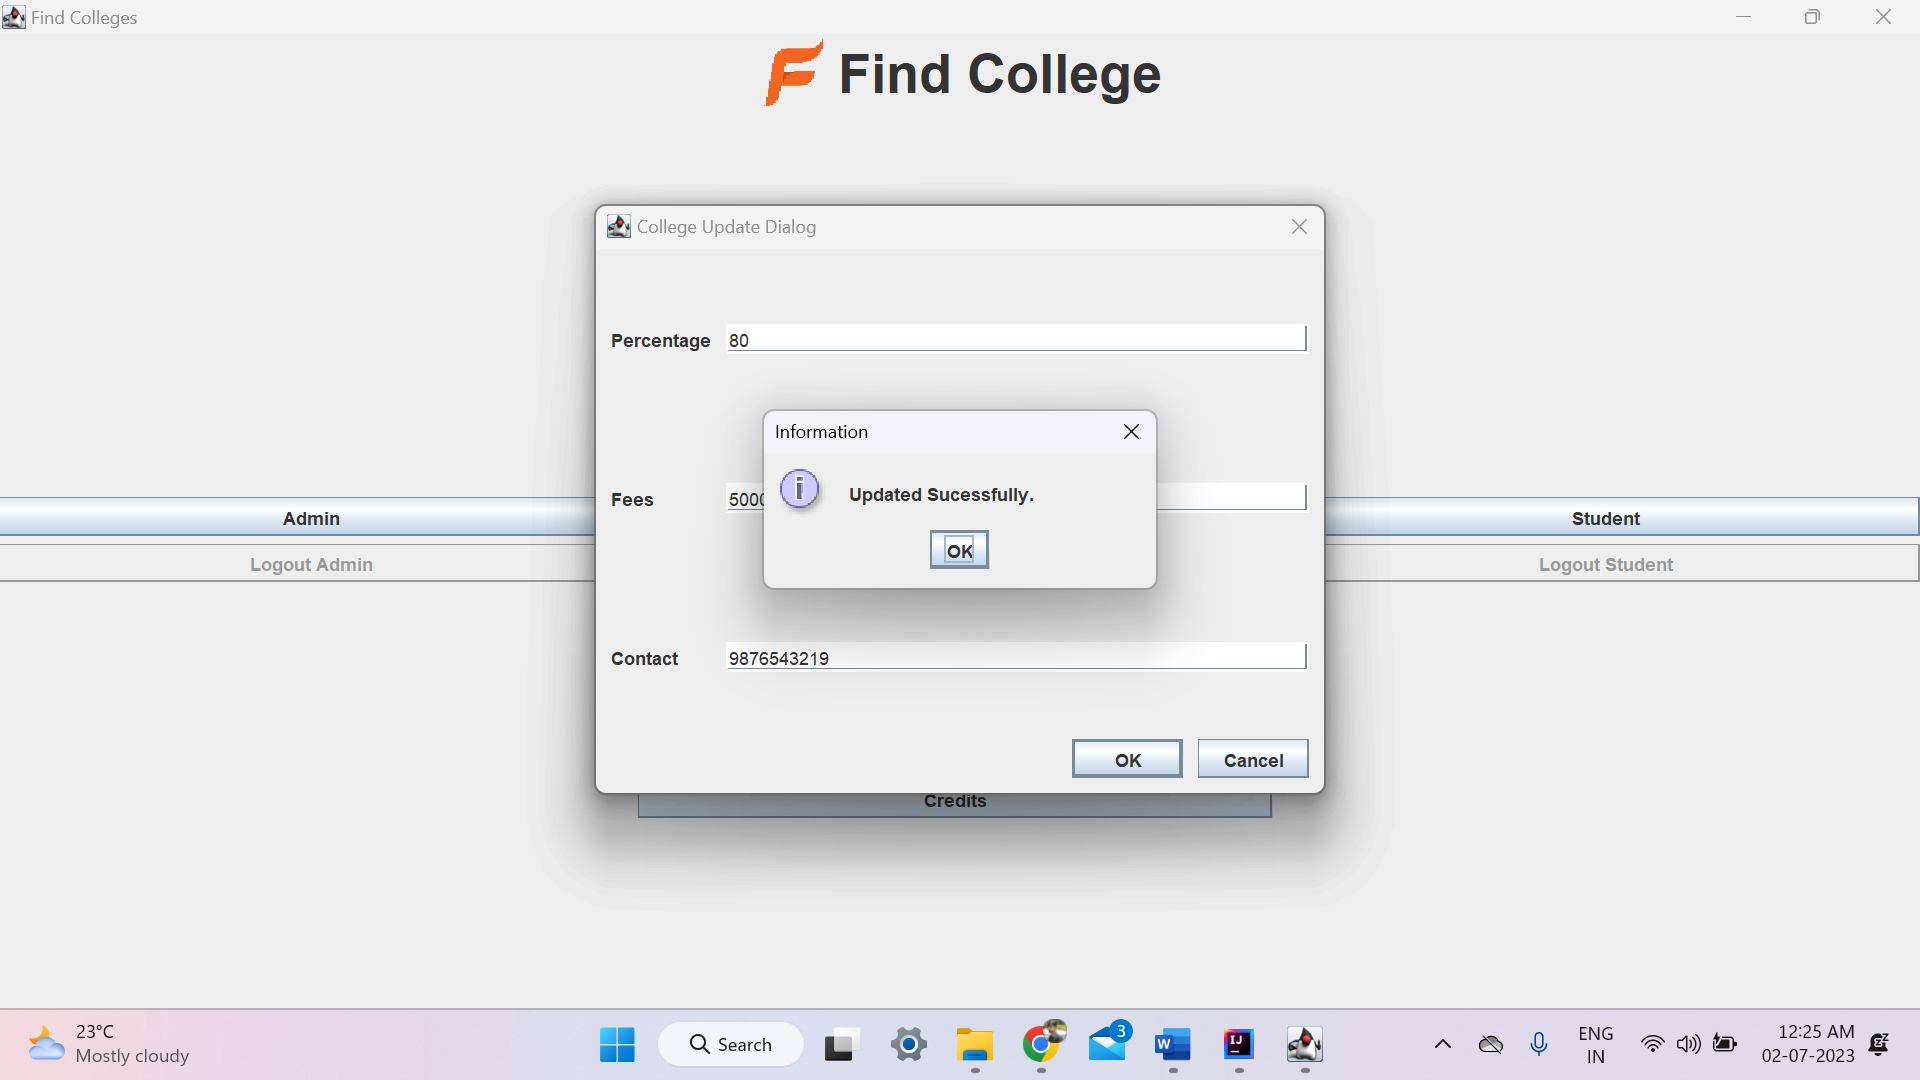 Find Colleges
Find College
College Update Dialog
Percentage 80
Information
Updated Sucessfully.
Fees
OK
Admin
Student
Logout Admin
Logout Student
Contact 9876543219
OK Cancel
Credits
23°C
Mostly cloudy
Search
3
W
IJ
ENG
IN
12:25 AM
02-07-2023